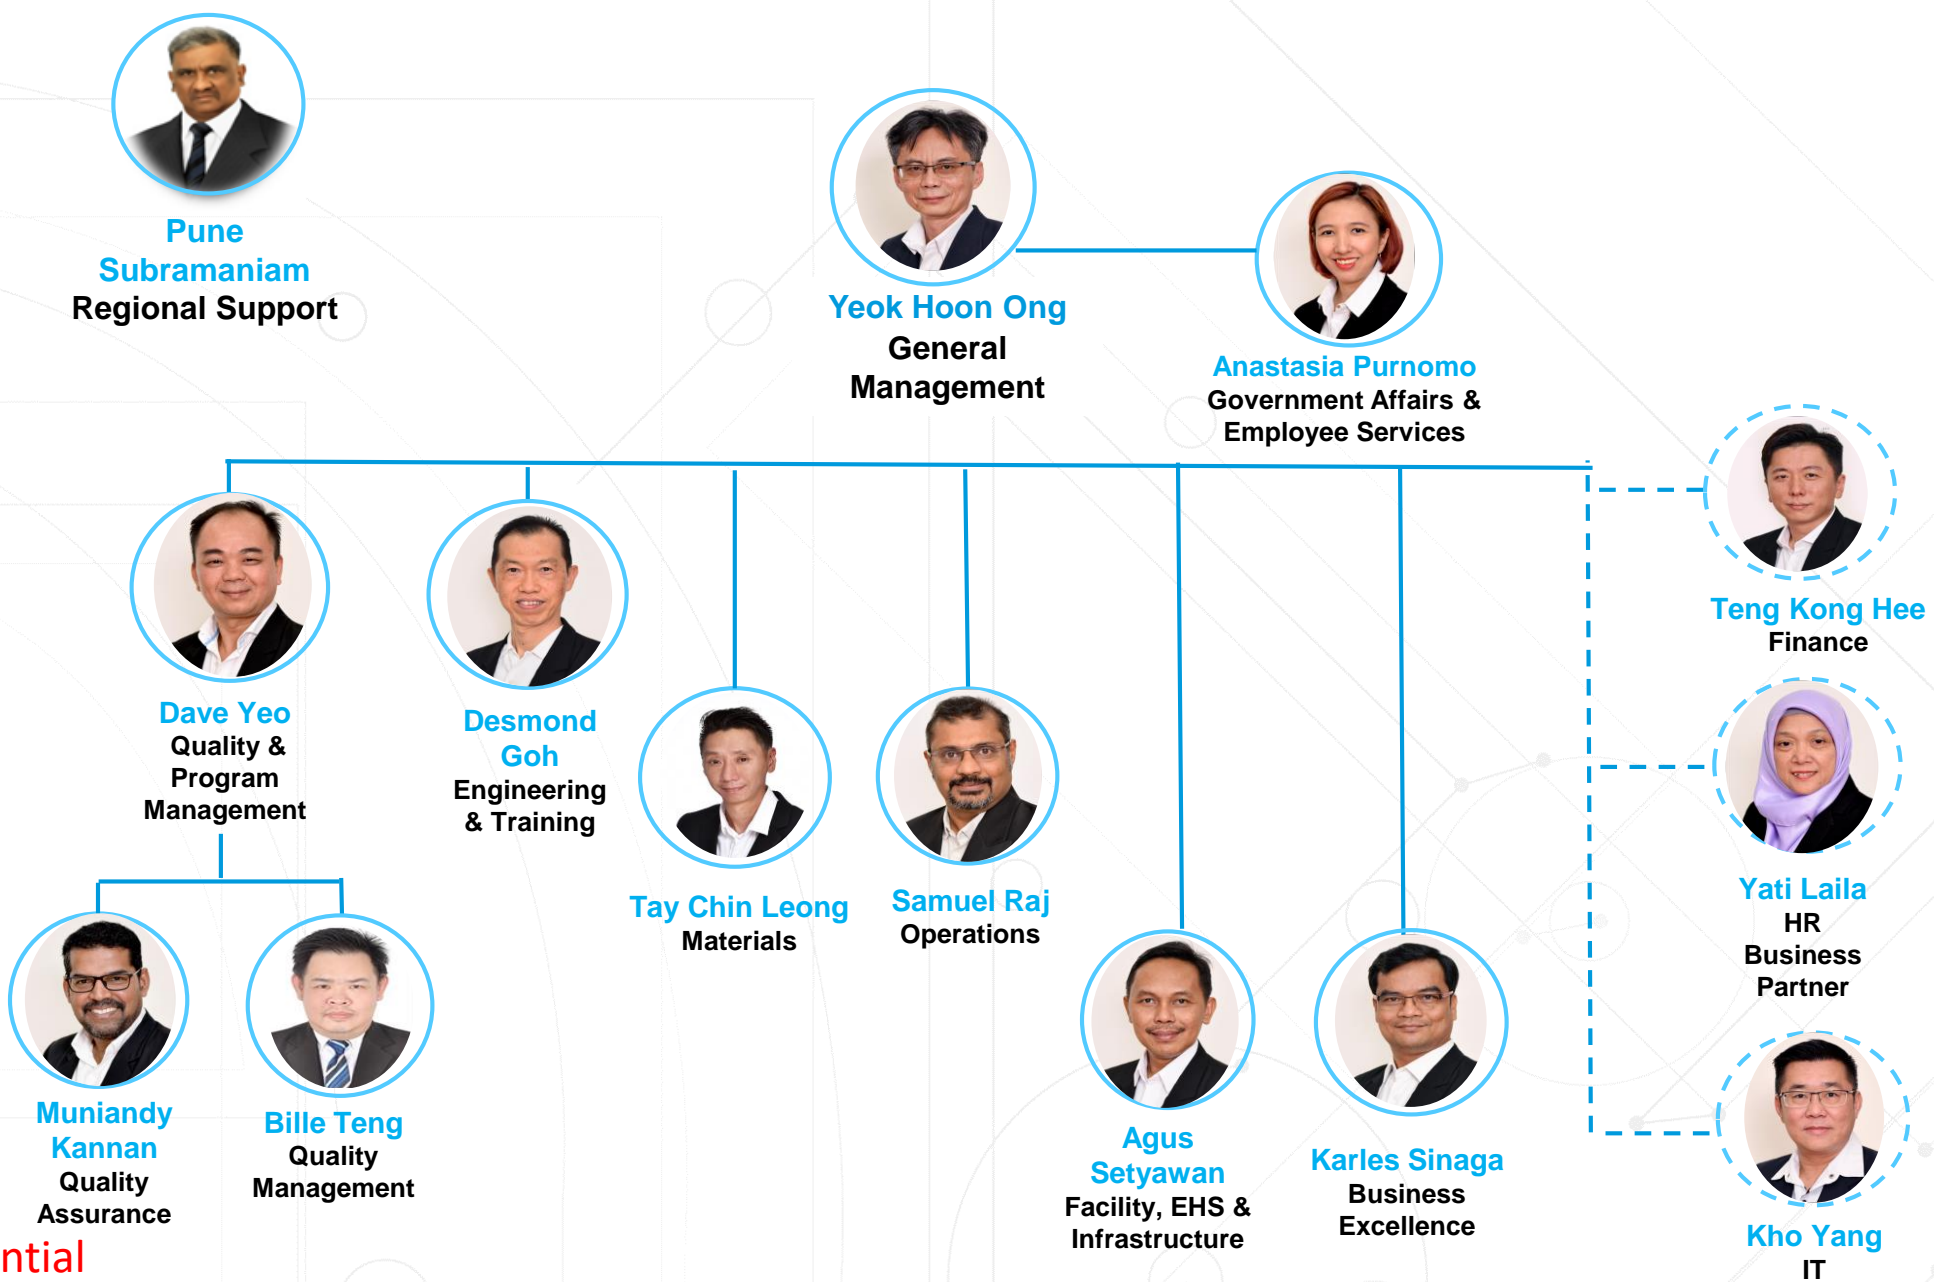 Pune
Subramaniam
Regional Support
Yeok Hoon Ong
General
Management
Anastasia Purnomo
Government Affairs &
Employee Services
Teng Kong Hee
Finance
Dave Yeo
Quality &
Program
Management
Desmond
Goh
Engineering
& Training
Tay Chin Leong
Materials
Samuel Raj
Operations
Yati Laila
HR
Business
Partner
Muniandy
Kannan
Quality
Assurance
Bille Teng
Quality
Management
Agus
Setyawan
Facility, EHS &
Infrastructure
Karles Sinaga
Business
Excellence
Kho Yang
IT
ntial